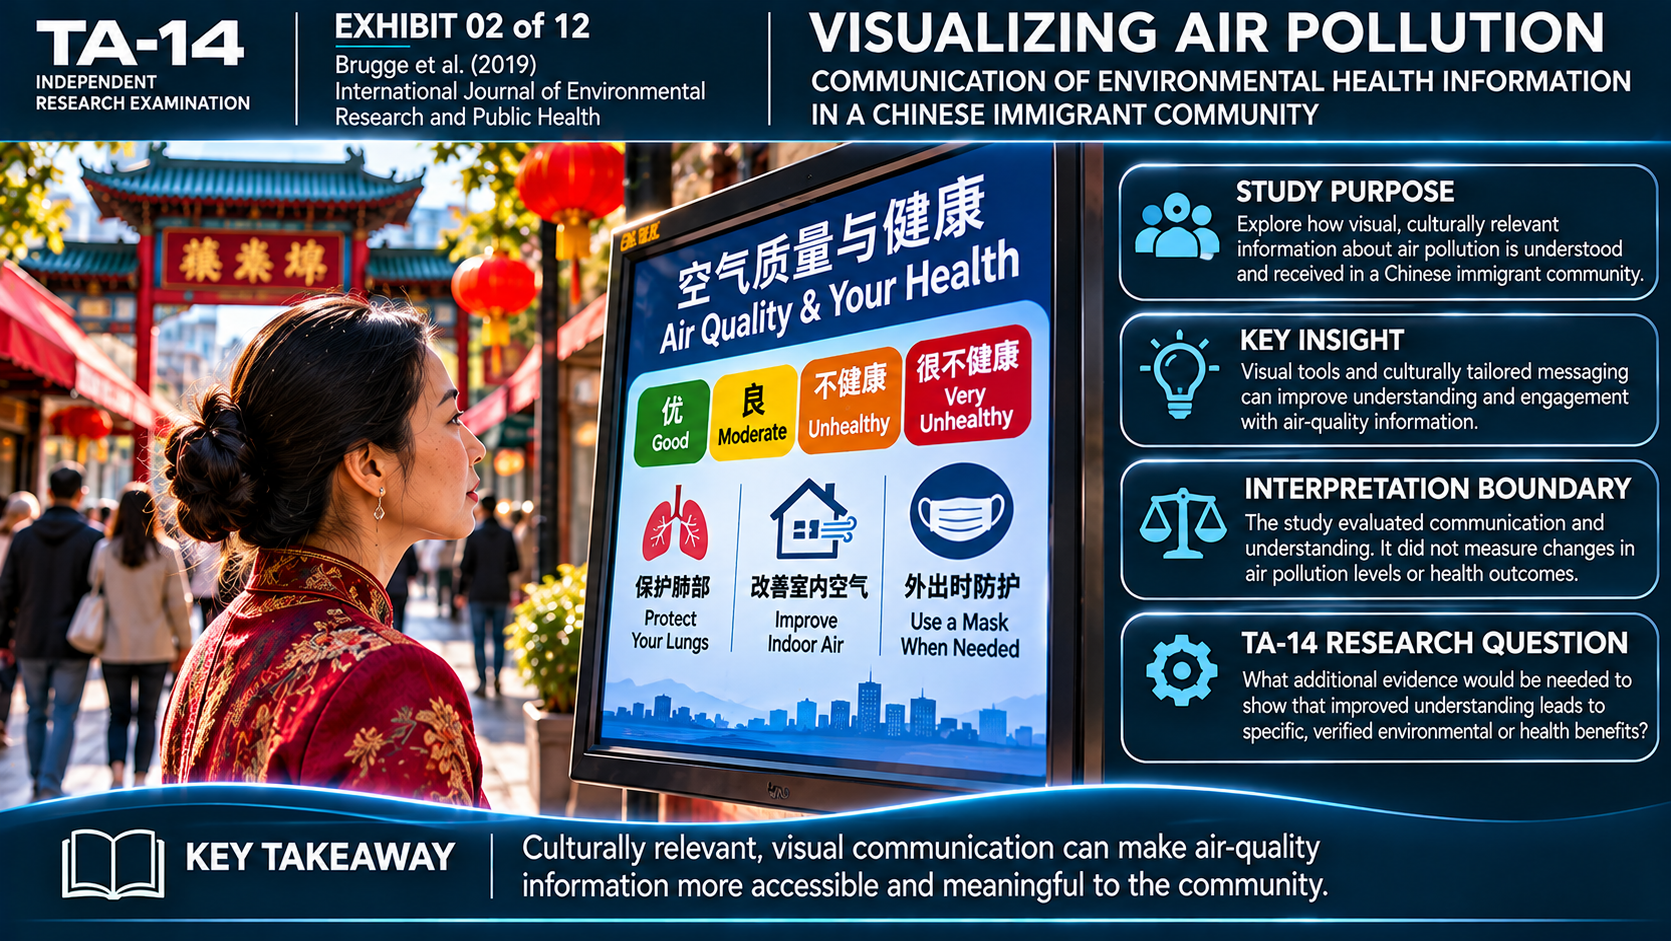 TA-14
INDEPENDENT
RESEARCH EXAMINATION
EXHIBIT 02 of 12
Brugge et al. (2019)
International Journal of Environmental
Research and Public Health
VISUALIZING AIR POLLUTION
COMMUNICATION OF ENVIRONMENTAL HEALTH INFORMATION
IN A CHINESE IMMIGRANT COMMUNITY
空气质量与健康
Air Quality & Your Health
优
Good
良
Moderate
不健康
Unhealthy
很不健康
Very
Unhealthy
保护肺部
Protect
Your Lungs
改善室内空气
Improve
Indoor Air
外出时防护
Use a Mask
When Needed
STUDY PURPOSE
Explore how visual, culturally relevant
information about air pollution is understood
and received in a Chinese immigrant community.
KEY INSIGHT
Visual tools and culturally tailored messaging
can improve understanding and engagement
with air-quality information.
INTERPRETATION BOUNDARY
The study evaluated communication and
understanding. It did not measure changes in
air pollution levels or health outcomes.
TA-14 RESEARCH QUESTION
What additional evidence would be needed to
show that improved understanding leads to
specific, verified environmental or health benefits?
KEY TAKEAWAY
Culturally relevant, visual communication can make air-quality
information more accessible and meaningful to the community.